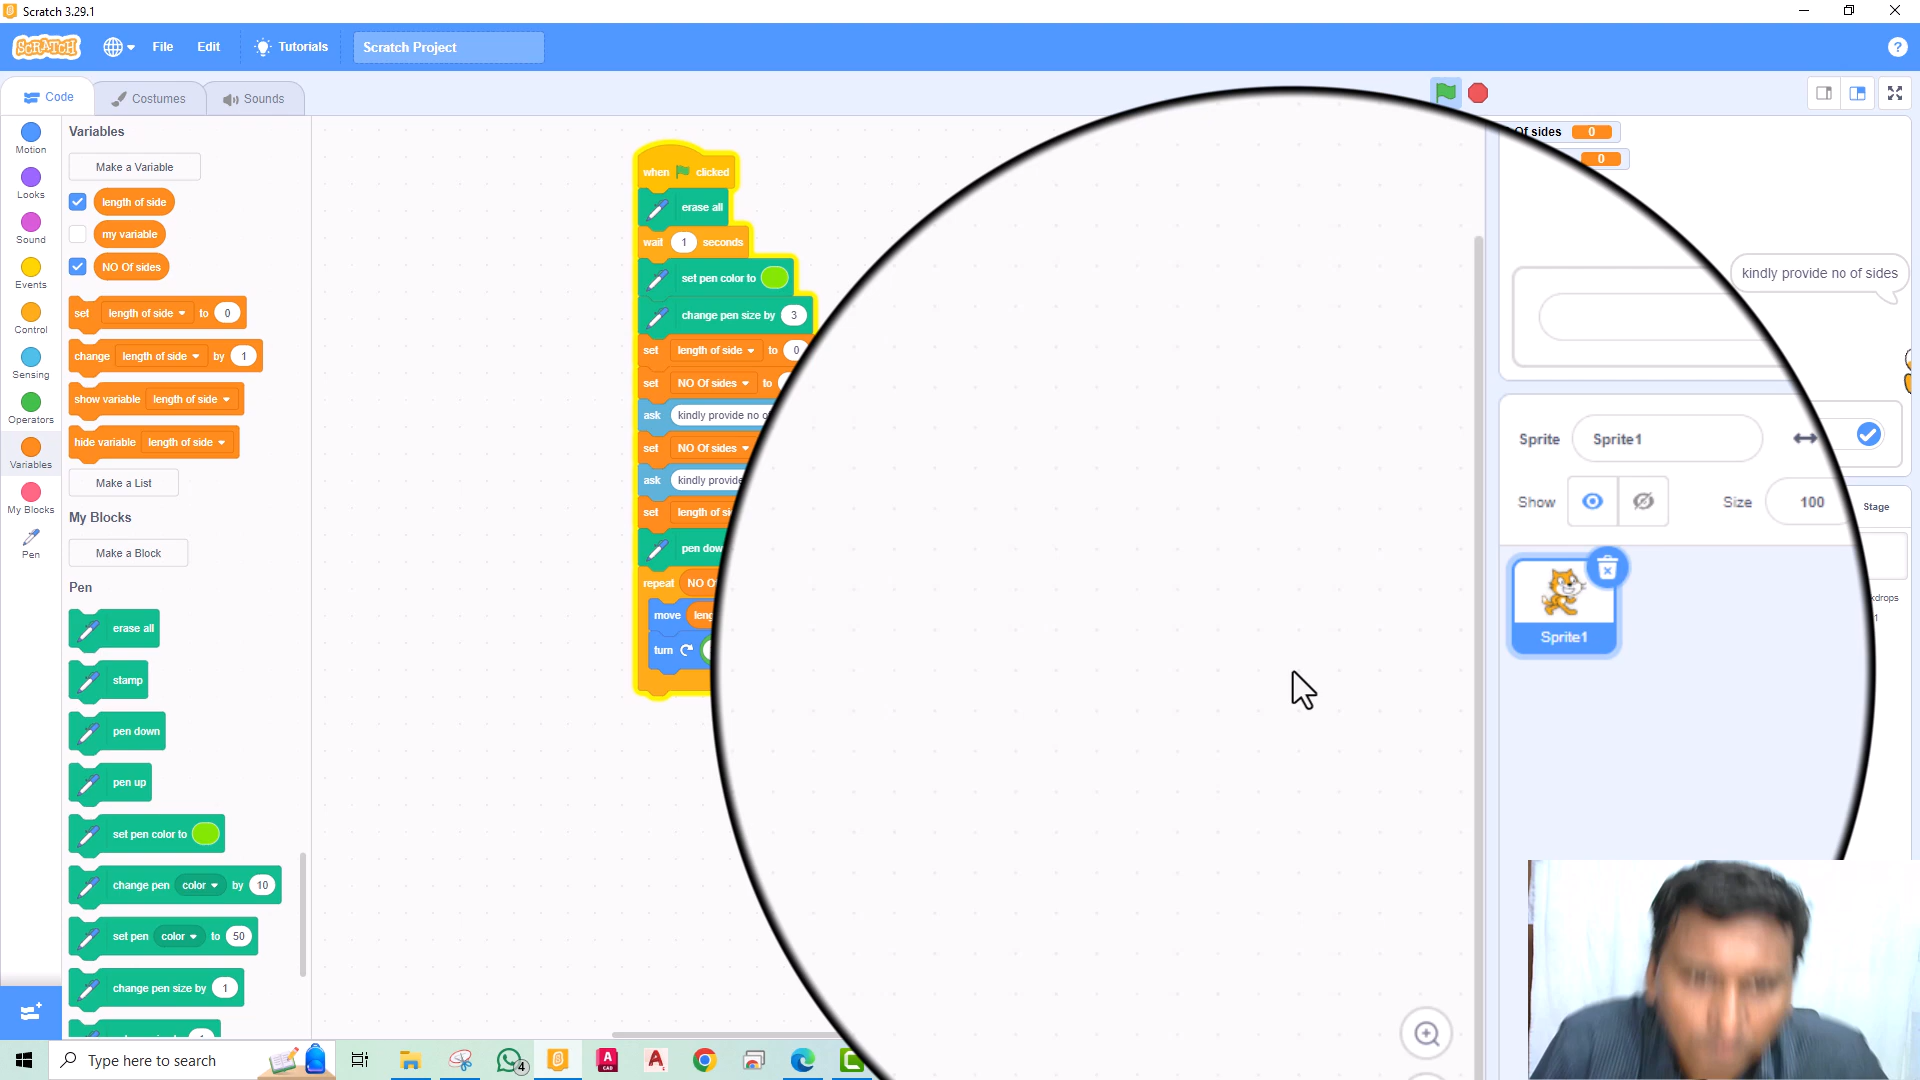 Scratch 3.29.1
SCRATCH
File
Edit
Tutorials
Scratch Project
?
Code
Costumes
Sounds
Motion
Looks
Sound
Events
Control
Sensing
Operators
Variables
My Blocks
Pen
Variables
Make a Variable
length of side
my variable
NO Of sides
set length of side to 0
change length of side by 1
show variable length of side
hide variable length of side
Make a List
My Blocks
Make a Block
Pen
erase all
stamp
pen down
pen up
set pen color to
change pen color by 10
set pen color to 50
change pen size by 1
when clicked
erase all
wait 1 seconds
set pen color to
change pen size by 3
set length of side to 0
set NO Of sides to
ask kindly provide no
set NO Of sides
ask kindly
set length of
pen
repeat NO
move
turn
Of sides 0
0
kindly provide no of sides
Sprite Sprite1
Show Size 100
Sprite1
Stage
1
Type here to search
4
A
CAD
A